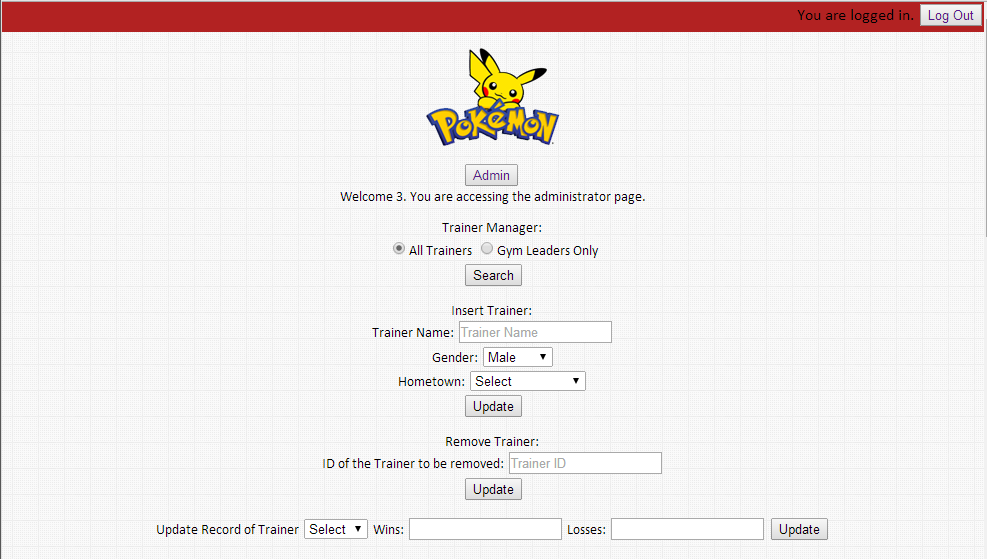 You are logged in. Log Out
POKéMON
Admin
Welcome 3. You are accessing the administrator page.
Trainer Manager:
All Trainers Gym Leaders Only
Search
Insert Trainer:
Trainer Name: Trainer Name
Gender: Male
Hometown: Select
Update
Remove Trainer:
ID of the Trainer to be removed: Trainer ID
Update
Update Record of Trainer Select Wins: Losses: Update